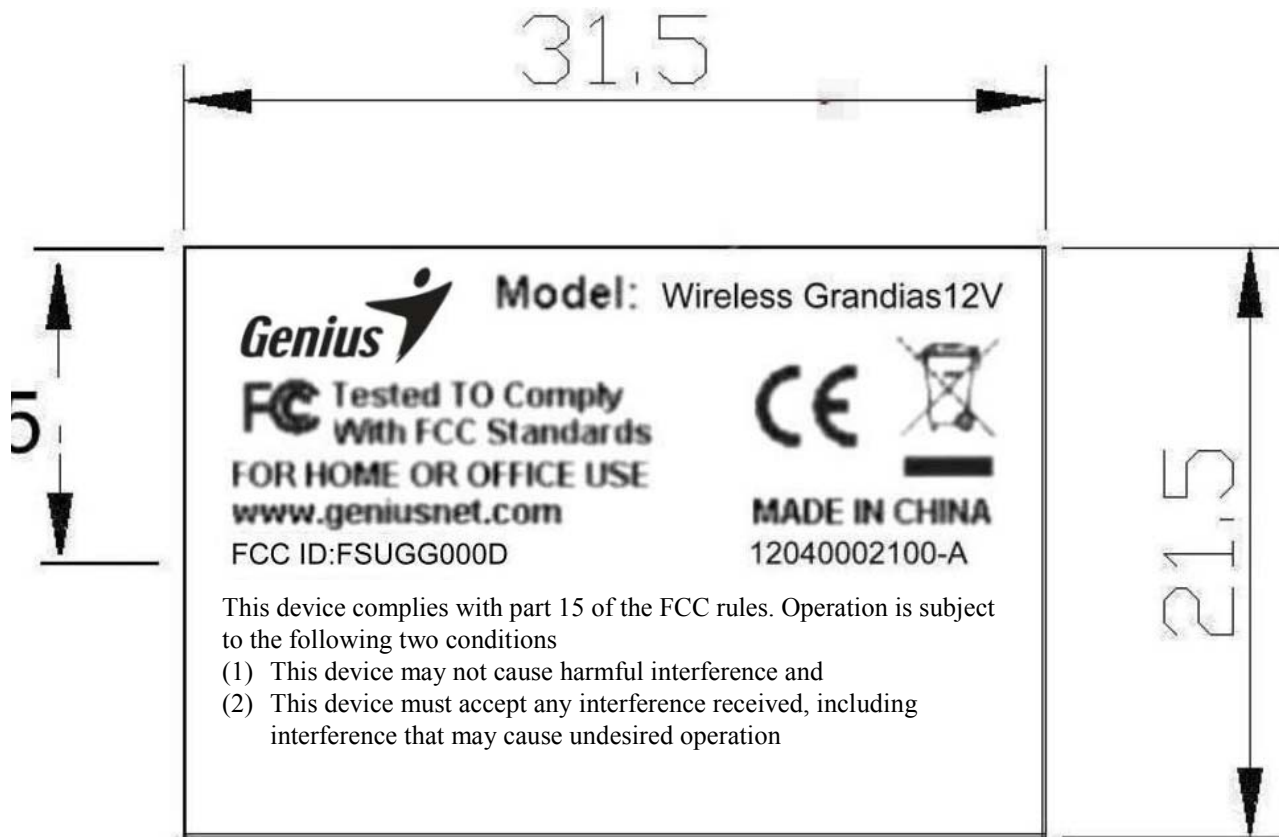 31.5
Genius
Model: Wireless Grandias12V
FC Tested TO Comply
With FCC Standards
CE
FOR HOME OR OFFICE USE
www.geniusnet.com
MADE IN CHINA
FCC ID:FSUGG000D
12040002100-A
This device complies with part 15 of the FCC rules. Operation is subject
to the following two conditions
(1) This device may not cause harmful interference and
(2) This device must accept any interference received, including
interference that may cause undesired operation
5
21.5